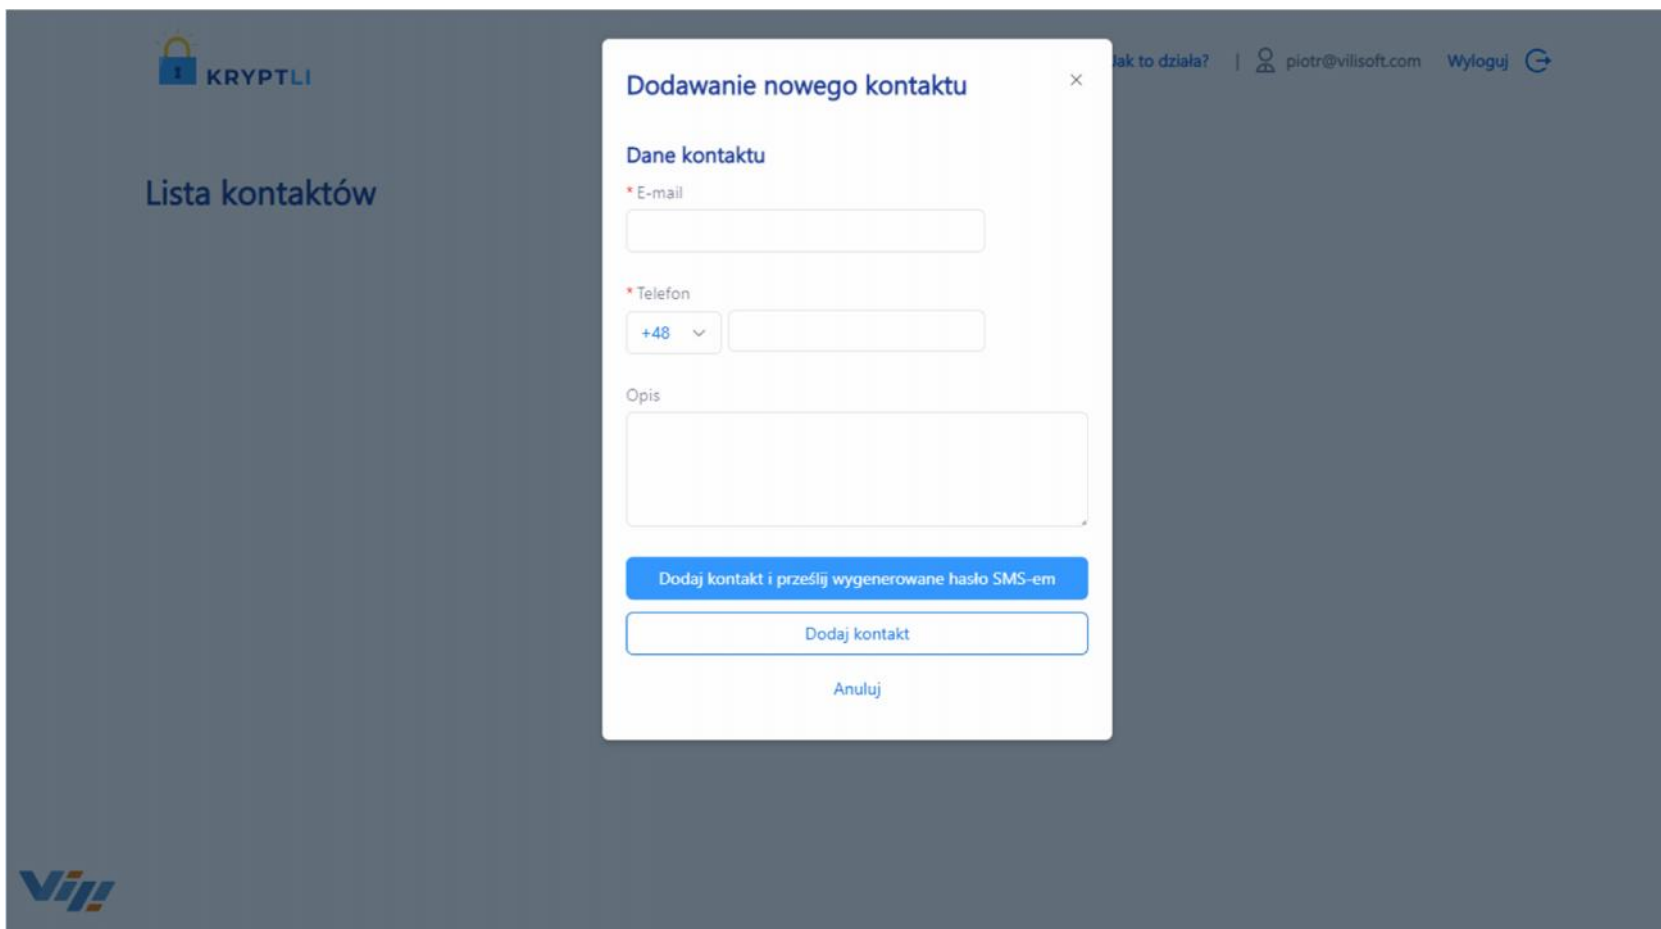 KRYPTLI
Jak to działa? | piotr@vilisoft.com Wyloguj
Lista kontaktów
Dodawanie nowego kontaktu
Dane kontaktu
* E-mail
* Telefon
+48
Opis
Dodaj kontakt i prześlij wygenerowane hasło SMS-em
Dodaj kontakt
Anuluj
Vili